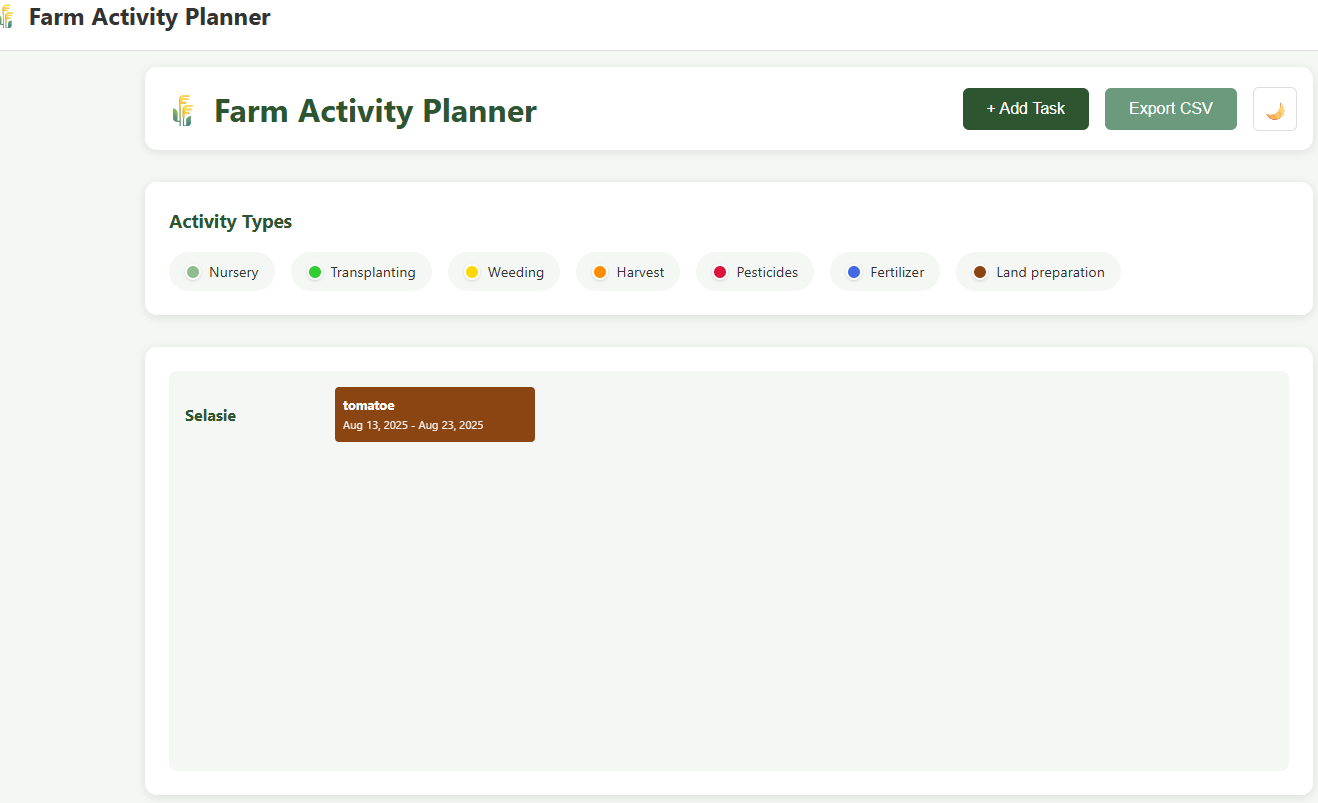 Farm Activity Planner
Farm Activity Planner
+ Add Task
Export CSV
Activity Types
Nursery
Transplanting
Weeding
Harvest
Pesticides
Fertilizer
Land preparation
Selasie
tomatoe
Aug 13, 2025 - Aug 23, 2025